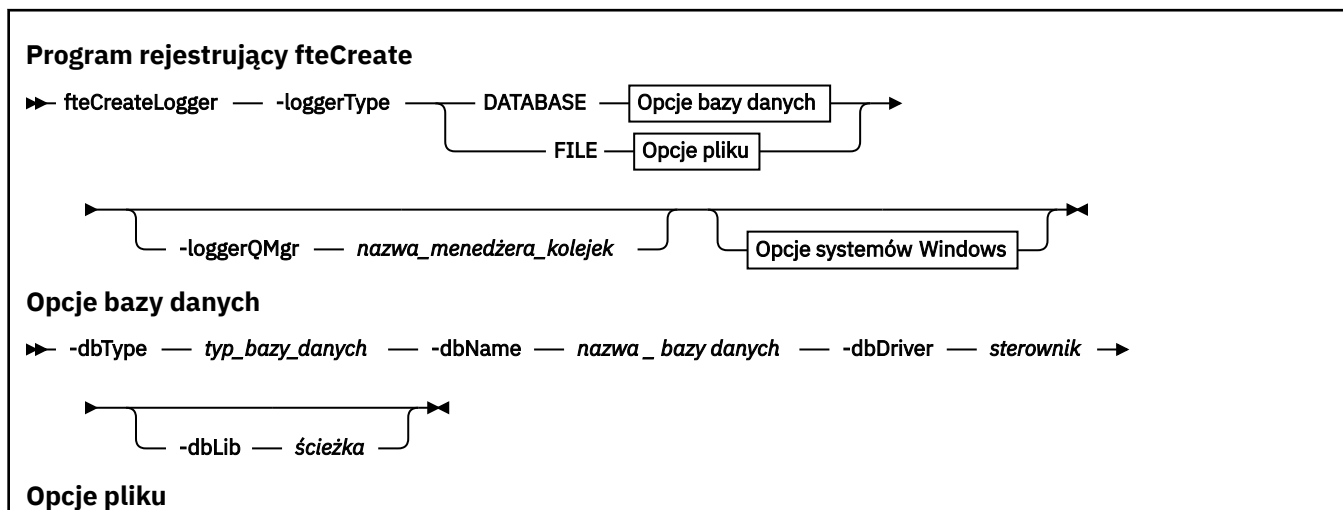 Program rejestrujący fteCreate
fteCreateLogger -loggerType DATABASE Opcje bazy danych
FILE Opcje pliku
-loggerQMgr nazwa_menedżera_kolejek Opcje systemów Windows
Opcje bazy danych
-dbType typ_bazy_danych -dbName nazwa _ bazy danych -dbDriver sterownik
-dbLib ścieżka
Opcje pliku